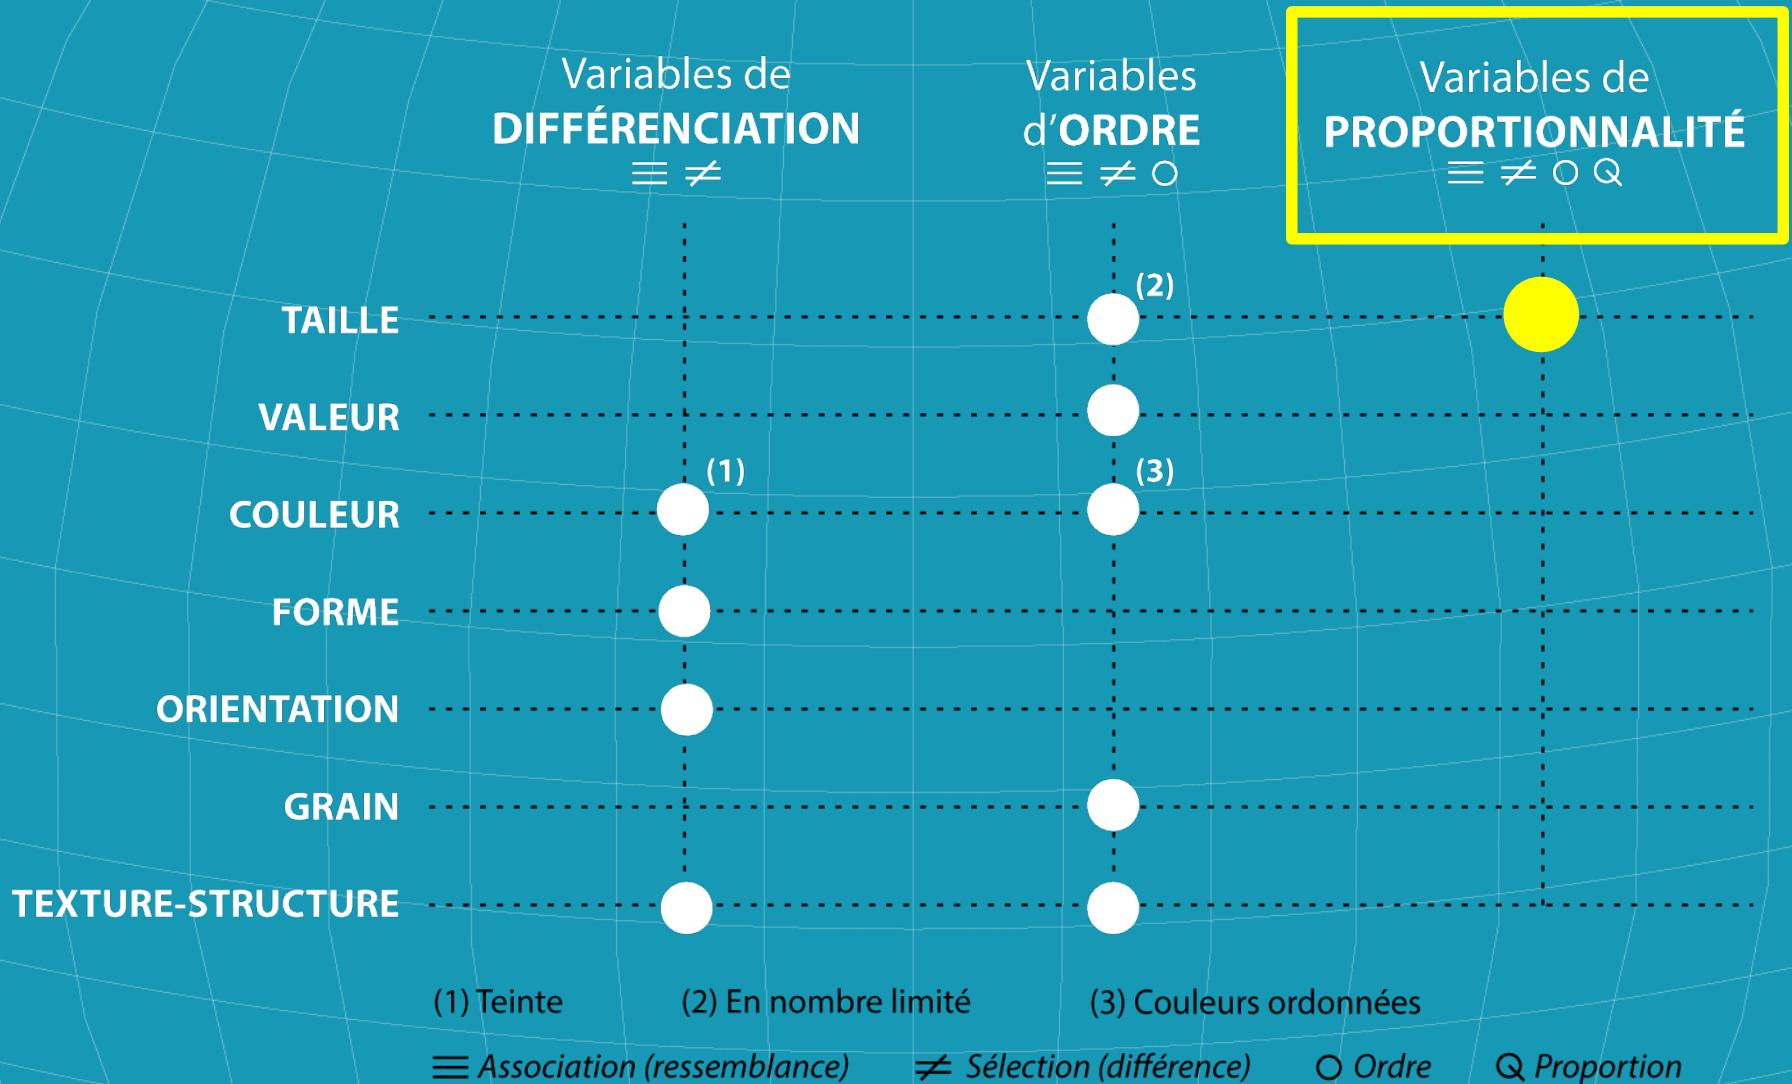 Variables de
DIFFÉRENCIATION
≡ ≠
Variables
d'ORDRE
≡ ≠ O
Variables de
PROPORTIONNALITÉ
≡ ≠ O Q
TAILLE
(2)
VALEUR
COULEUR
(1)
(3)
FORME
ORIENTATION
GRAIN
TEXTURE-STRUCTURE
(1) Teinte (2) En nombre limité (3) Couleurs ordonnées
≡ Association (ressemblance) ≠ Sélection (différence) O Ordre Q Proportion